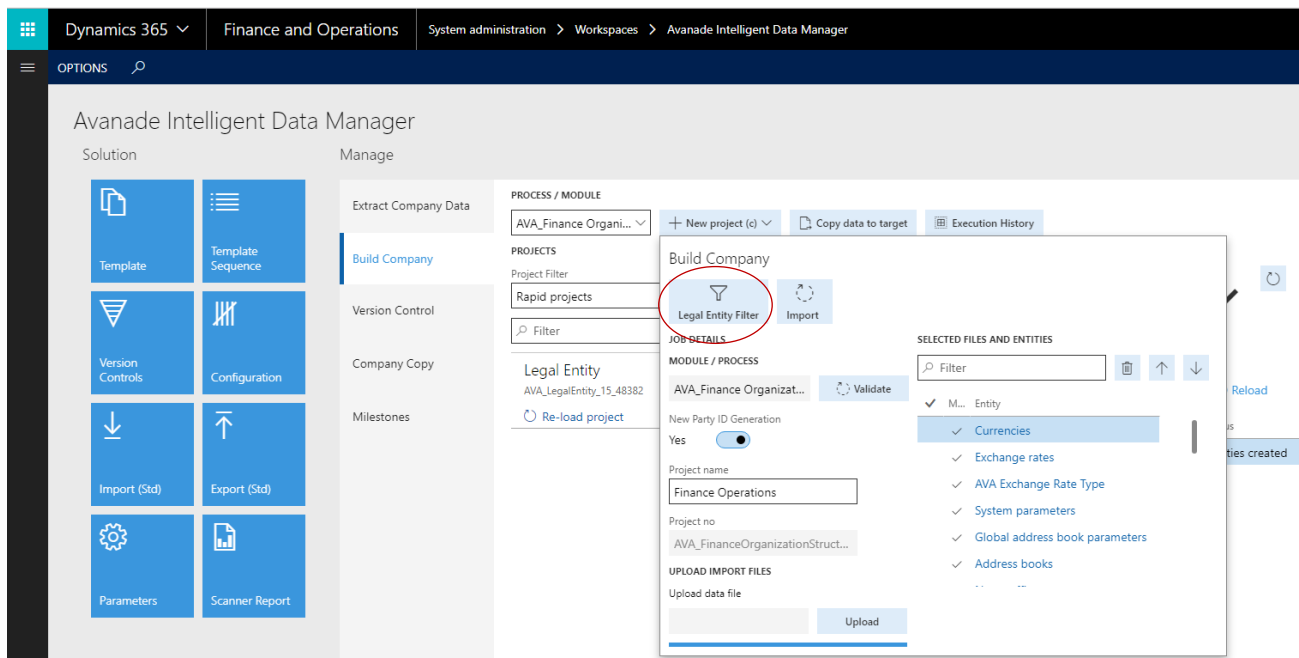 Dynamics 365
Finance and Operations
System administration > Workspaces > Avanade Intelligent Data Manager
OPTIONS
Avanade Intelligent Data Manager
Solution
Template
Template
Sequence
Version
Controls
Configuration
Import (Std)
Export (Std)
Parameters
Scanner Report
Manage
Extract Company Data
Build Company
Version Control
Company Copy
Milestones
PROCESS / MODULE
AVA_Finance Organi...
New project (c)
Copy data to target
Execution History
PROJECTS
Project Filter
Rapid projects
Filter
Legal Entity
AVA_LegalEntity_15_48382
Re-load project
Build Company
Legal Entity Filter
Import
JOB DETAILS
MODULE / PROCESS
AVA_Finance Organizat...
Validate
New Party ID Generation
Yes
Project name
Finance Operations
Project no
AVA_FinanceOrganizationStruct...
UPLOAD IMPORT FILES
Upload data file
Upload
SELECTED FILES AND ENTITIES
Filter
M... Entity
Currencies
Exchange rates
AVA Exchange Rate Type
System parameters
Global address book parameters
Address books
Reload
ties created